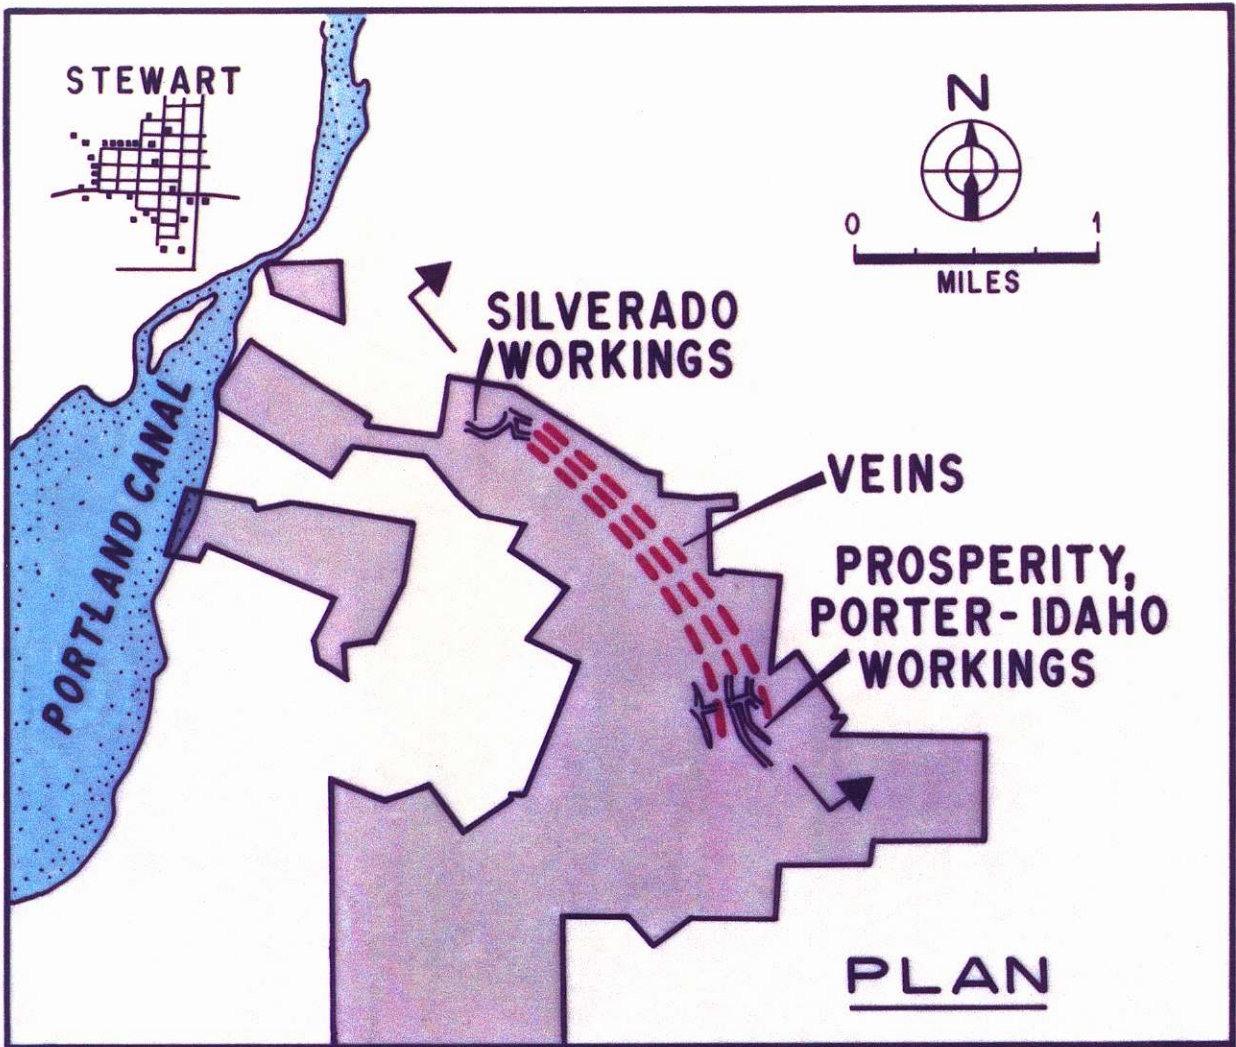 STEWART
N
0 1
MILES
SILVERADO
WORKINGS
PORTLAND CANAL
VEINS
PROSPERITY,
PORTER-IDAHO
WORKINGS
PLAN